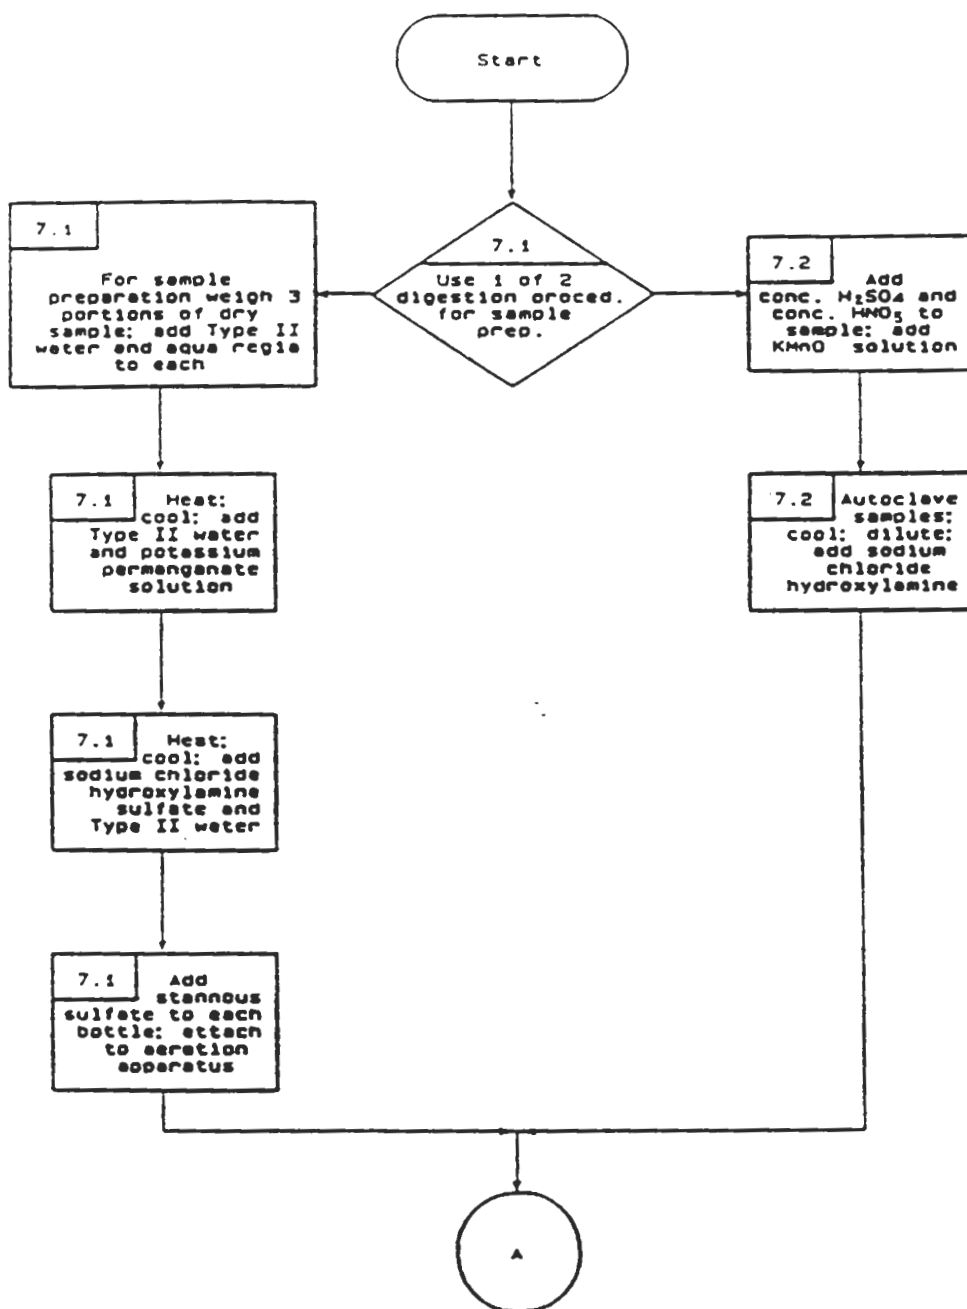 Start
7.1
Use 1 of 2
digestion proced.
for sample
prep.
7.1
For sample
preparation weigh 3
portions of dry
sample; add Type II
water and aqua regia
to each
7.2 Add
conc. H₂SO₄ and
conc. HNO₃ to
sample; add
KMnO solution
7.1 Heat;
cool; add
Type II water
and potassium
permanganate
solution
7.2 Autoclave
samples;
cool; dilute;
add sodium
chloride
hydroxylamine
7.1 Heat;
cool; add
sodium chloride
hydroxylamine
sulfate and
Type II water
7.1 Add
stannous
sulfate to each
bottle; attach
to aeration
apparatus
A